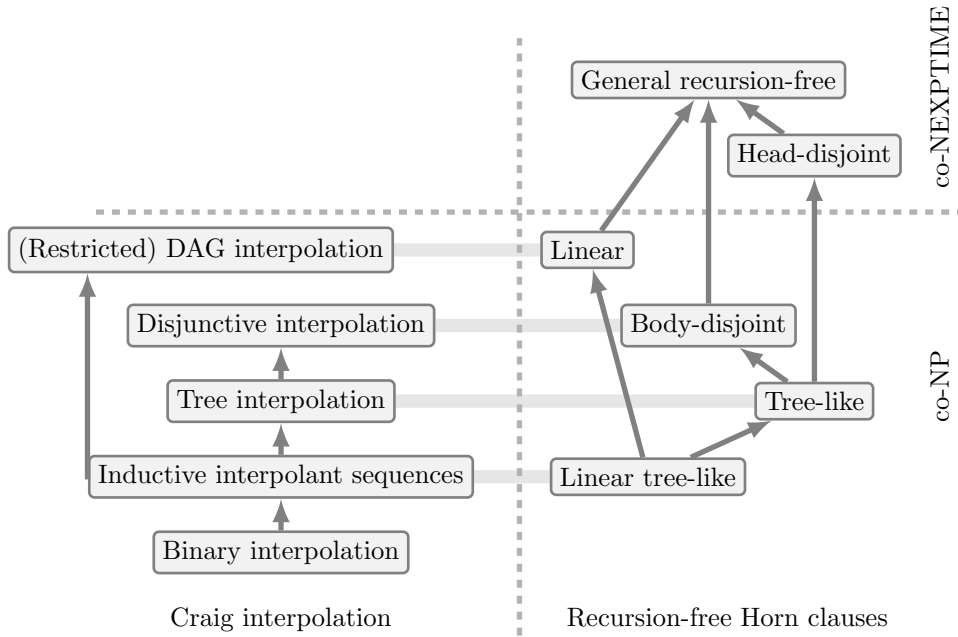 General recursion-free
co-NEXPTIME
Head-disjoint
(Restricted) DAG interpolation
Linear
Disjunctive interpolation
Body-disjoint
co-NP
Tree interpolation
Tree-like
Inductive interpolant sequences
Linear tree-like
Binary interpolation
Craig interpolation
Recursion-free Horn clauses